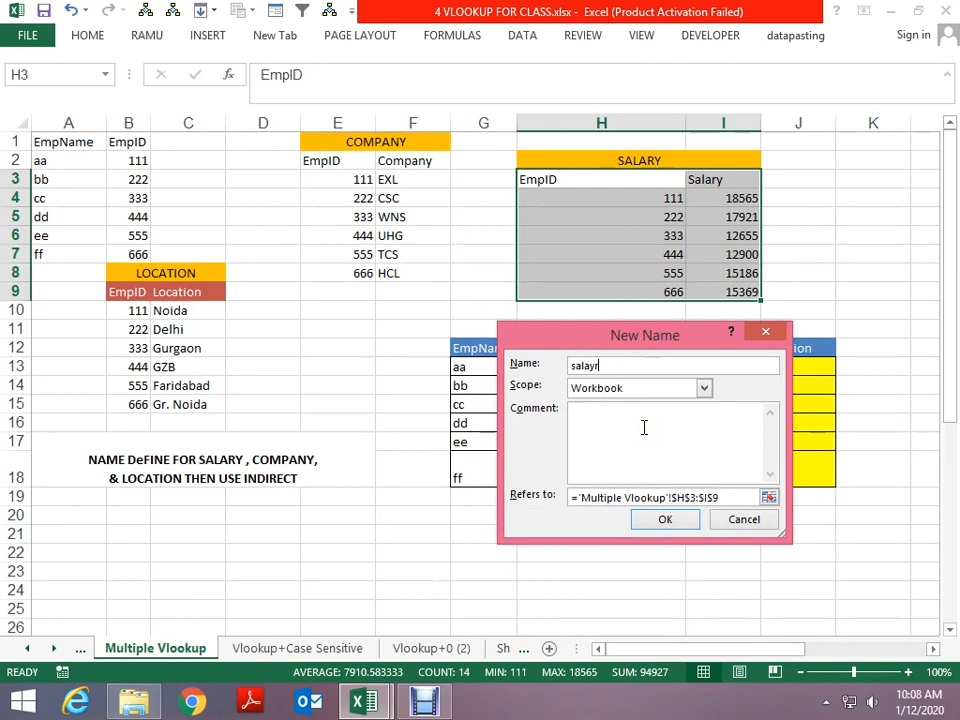 4 VLOOKUP FOR CLASS.xlsx - Excel (Product Activation Failed)
FILE HOME RAMU INSERT New Tab PAGE LAYOUT FORMULAS DATA REVIEW VIEW DEVELOPER datapasting Sign in
H3 fx EmpID
A B C D E F G H I J K
1 EmpName EmpID COMPANY
2 aa 111 EmpID Company SALARY
3 bb 222 111 EXL EmpID Salary
4 cc 333 222 CSC 111 18565
5 dd 444 333 WNS 222 17921
6 ee 555 444 UHG 333 12655
7 ff 666 555 TCS 444 12900
8 LOCATION 666 HCL 555 15186
9 EmpID Location 666 15369
10 111 Noida
11 222 Delhi
12 333 Gurgaon
13 444 GZB aa
14 555 Faridabad bb
15 666 Gr. Noida cc
16 dd
17 ee
18 NAME DeFINE FOR SALARY , COMPANY,
& LOCATION THEN USE INDIRECT ff
19
20
21
22
23
24
25
26
New Name ?
Name: salayr
Scope: Workbook
Comment:
Refers to: ='Multiple Vlookup'!$H$3:$I$9
OK Cancel
... Multiple Vlookup Vlookup+Case Sensitive Vlookup+0 (2) Sh ...
READY AVERAGE: 7910.583333 COUNT: 14 MIN: 111 MAX: 18565 SUM: 94927 100%
10:08 AM
1/12/2020